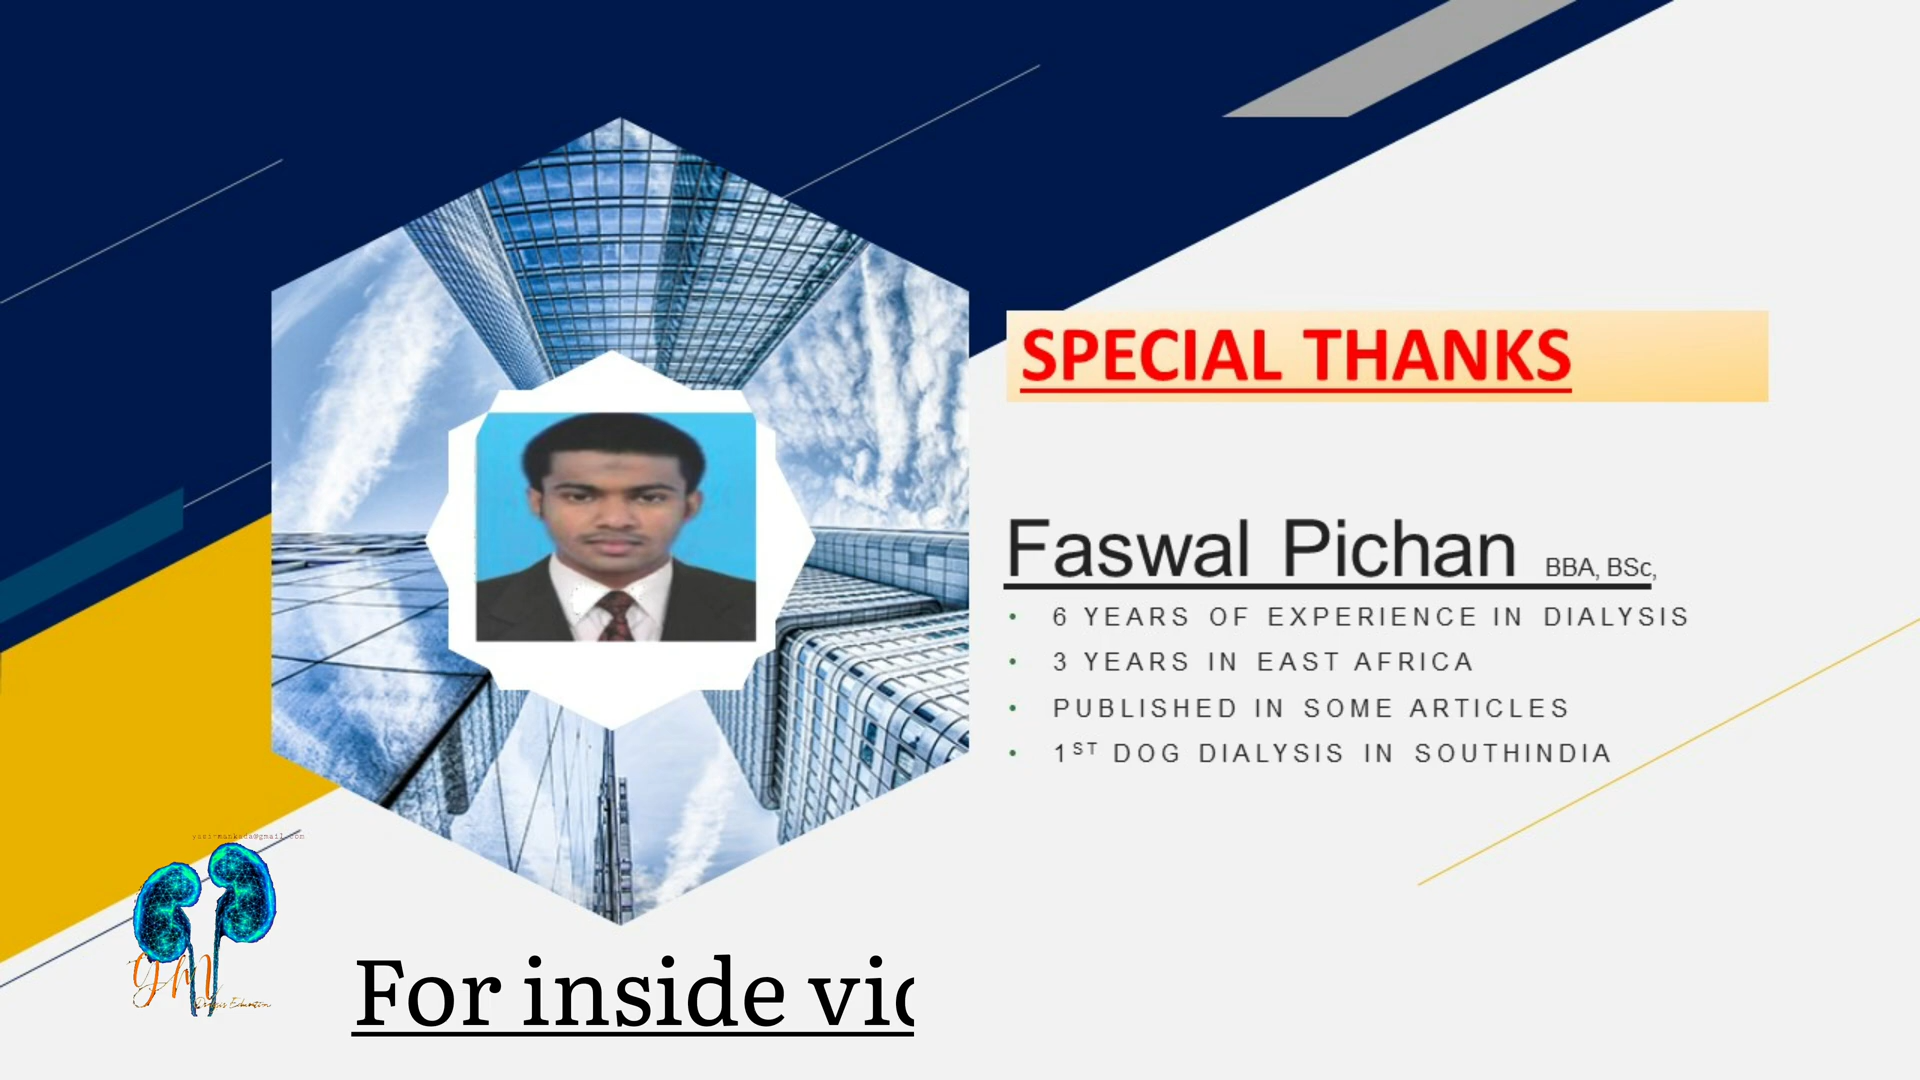 SPECIAL THANKS
Faswal Pichan BBA, BSc,
• 6 YEARS OF EXPERIENCE IN DIALYSIS
• 3 YEARS IN EAST AFRICA
• PUBLISHED IN SOME ARTICLES
• 1ST DOG DIALYSIS IN SOUTHINDIA
YM
For inside